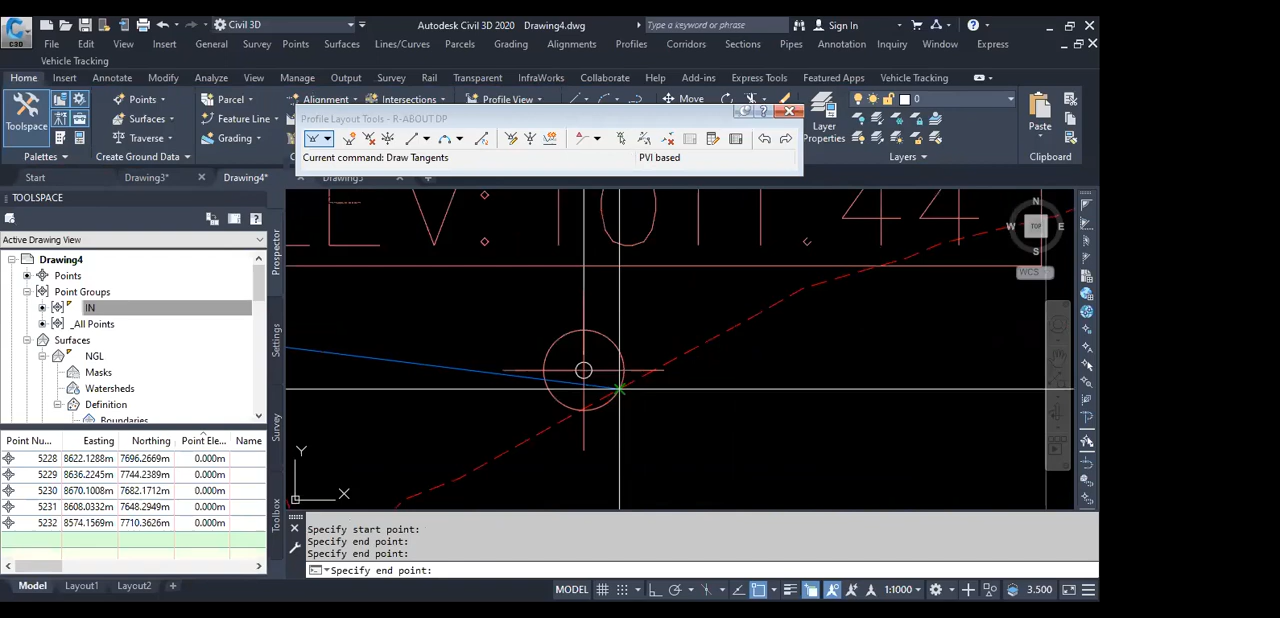 Civil 3D
Autodesk Civil 3D 2020 Drawing4.dwg
Type a keyword or phrase
Sign In
C3D
File Edit View Insert General Survey Points Surfaces Lines/Curves Parcels Grading Alignments Profiles Corridors Sections Pipes Annotation Inquiry Window Express
Vehicle Tracking
Home Insert Annotate Modify Analyze View Manage Output Survey Rail Transparent InfraWorks Collaborate Help Add-ins Express Tools Featured Apps Vehicle Tracking
Toolspace
Points
Surfaces
Traverse
Parcel
Feature Line
Grading
Alignment
Intersections
Profile View
Move
Layer
Properties
0
Paste
Palettes
Create Ground Data
Layers
Clipboard
Profile Layout Tools - R-ABOUT DP
Current command: Draw Tangents
PVI based
Start
Drawing3*
Drawing4*
Drawing5
TOOLSPACE
Active Drawing View
Drawing4
Points
Point Groups
IN
_All Points
Surfaces
NGL
Masks
Watersheds
Definition
Boundaries
Prospector
Settings
Survey
Toolbox
Point Nu... Easting Northing Point Ele... Name
5228 8622.1288m 7696.2669m 0.000m
5229 8636.2245m 7744.2389m 0.000m
5230 8670.1008m 7682.1712m 0.000m
5231 8608.0332m 7648.2949m 0.000m
5232 8574.1569m 7710.3626m 0.000m
EV: 1011.44
N
W TOP E
S
WCS
Y
X
Specify start point:
Specify end point:
Specify end point:
Specify end point:
Model Layout1 Layout2
MODEL
1:1000
3.500